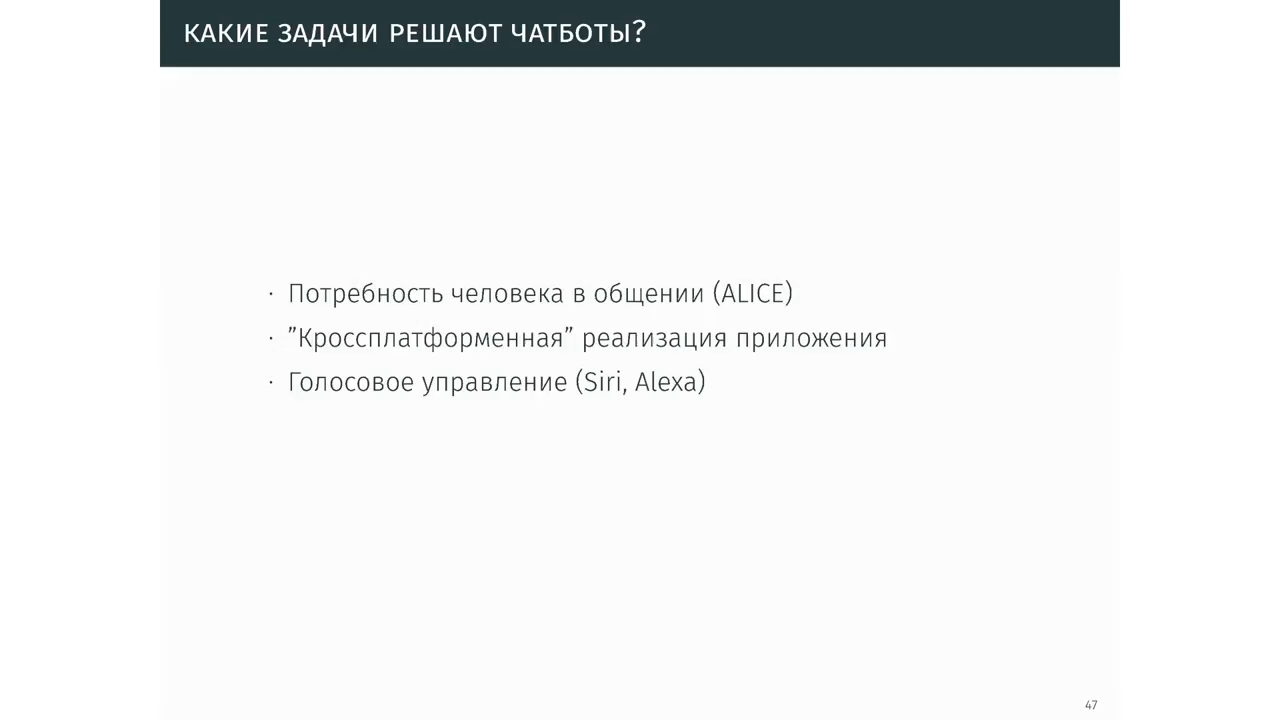 КАКИЕ ЗАДАЧИ РЕШАЮТ ЧАТБОТЫ?
· Потребность человека в общении (ALICE)
· ”Кроссплатформенная” реализация приложения
· Голосовое управление (Siri, Alexa)
47